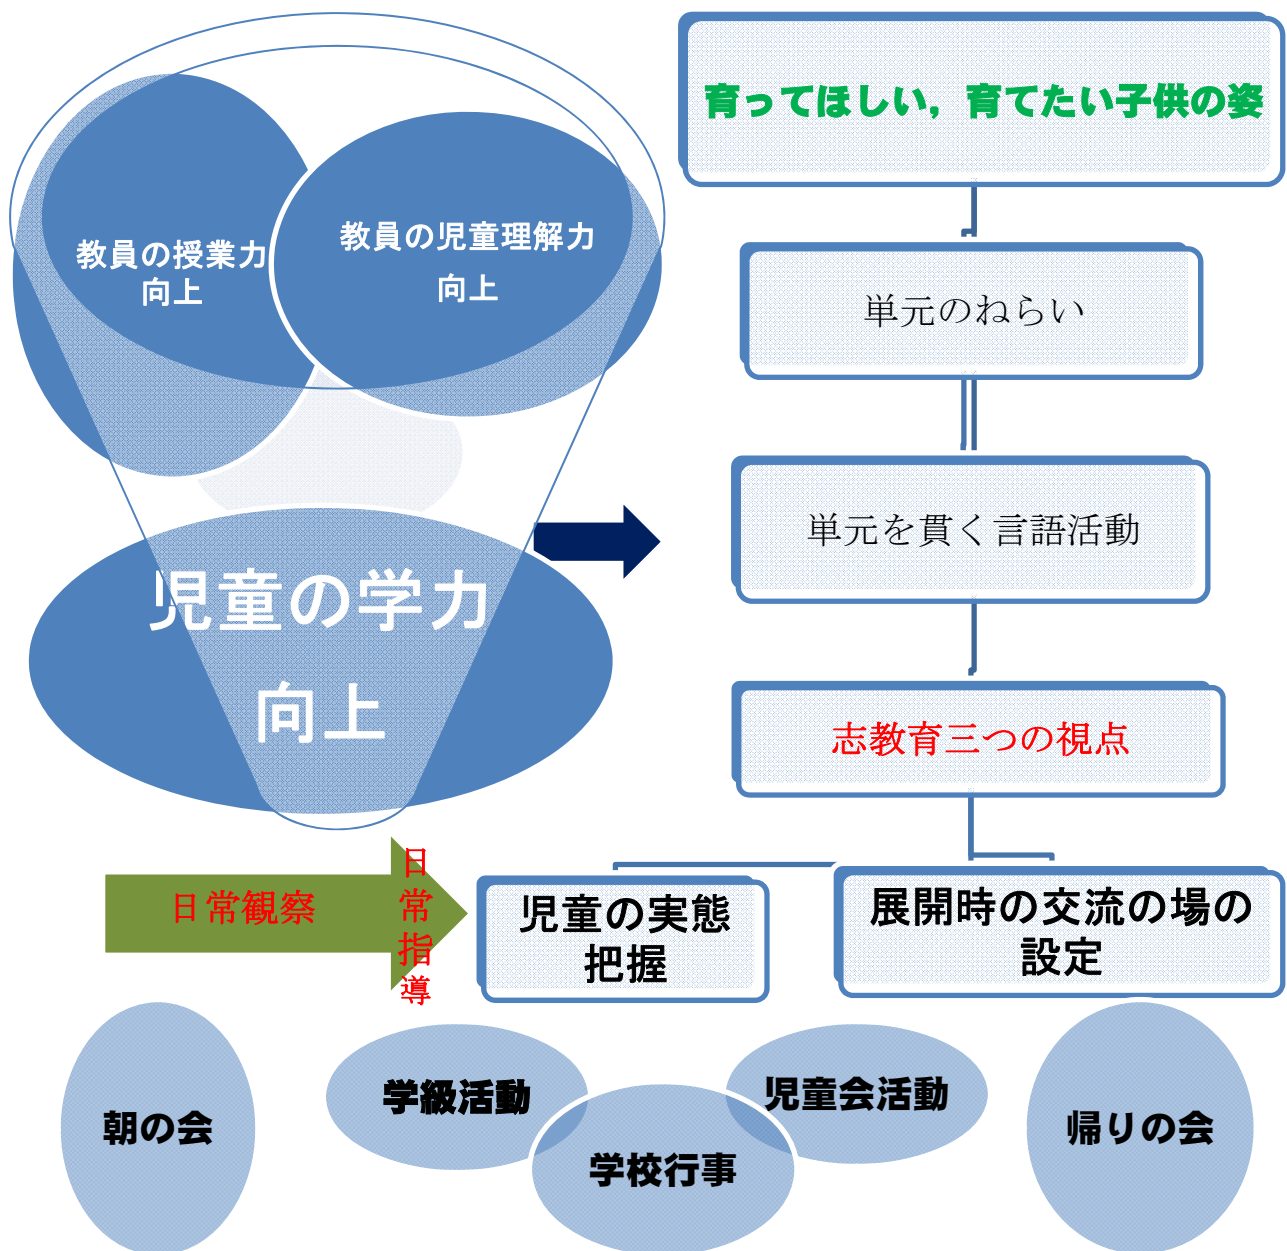 育ってほしい，育てたい子供の姿
教員の授業力
向上
教員の児童理解力
向上
単元のねらい
単元を貫く言語活動
児童の学力
向上
志教育三つの視点
日常観察
日常指導
児童の実態
把握
展開時の交流の場の
設定
朝の会
学級活動
学校行事
児童会活動
帰りの会